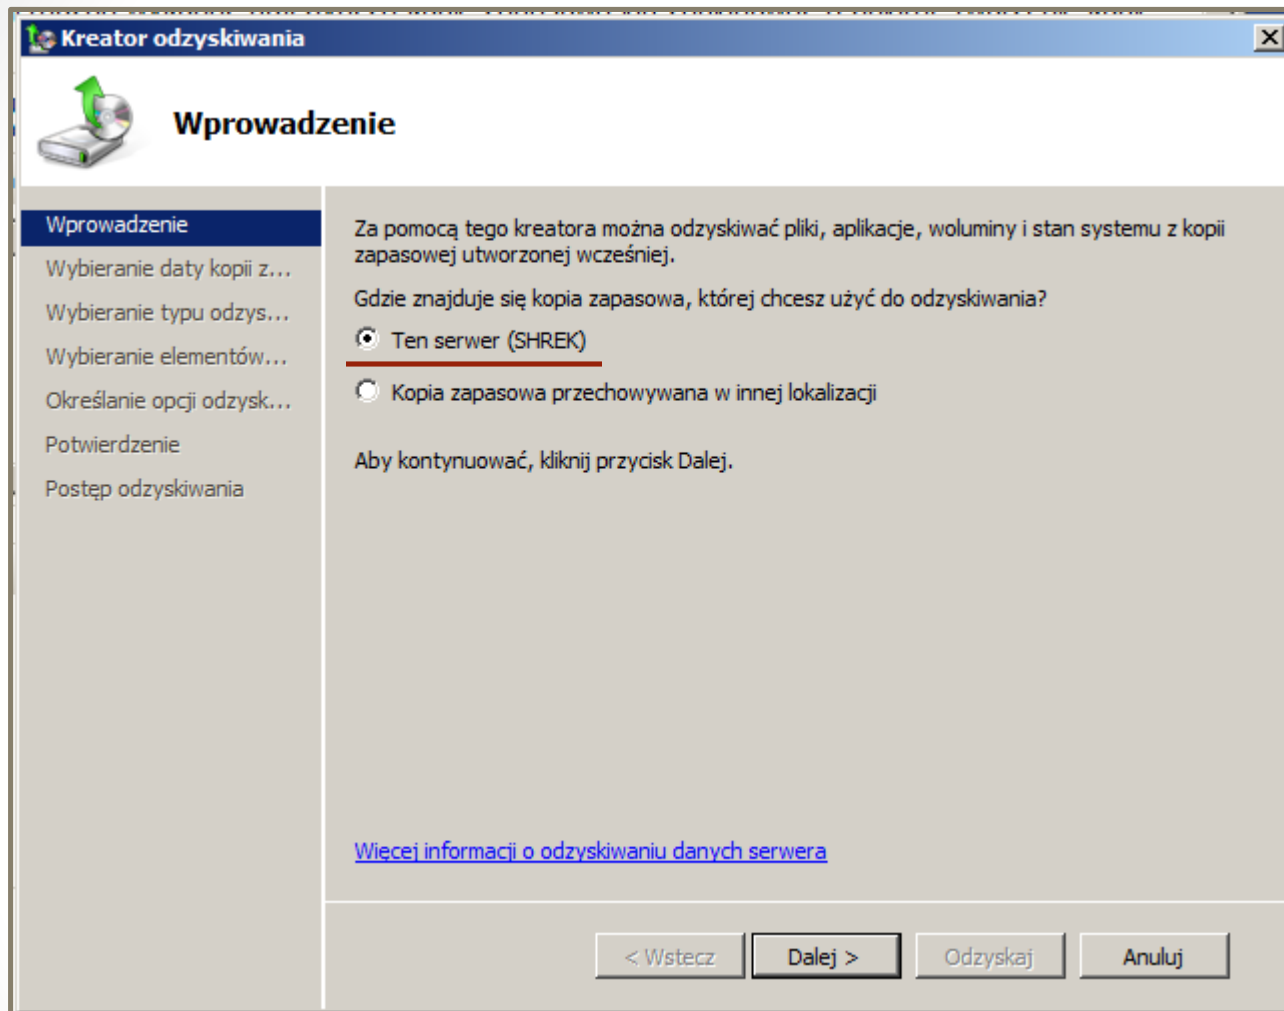 Kreator odzyskiwania
Wprowadzenie
Wprowadzenie
Wybieranie daty kopii z...
Wybieranie typu odzys...
Wybieranie elementów...
Określanie opcji odzysk...
Potwierdzenie
Postęp odzyskiwania
Za pomocą tego kreatora można odzyskiwać pliki, aplikacje, woluminy i stan systemu z kopii
zapasowej utworzonej wcześniej.
Gdzie znajduje się kopia zapasowa, której chcesz użyć do odzyskiwania?
Ten serwer (SHREK)
Kopia zapasowa przechowywana w innej lokalizacji
Aby kontynuować, kliknij przycisk Dalej.
Więcej informacji o odzyskiwaniu danych serwera
< Wstecz
Dalej >
Odzyskaj
Anuluj